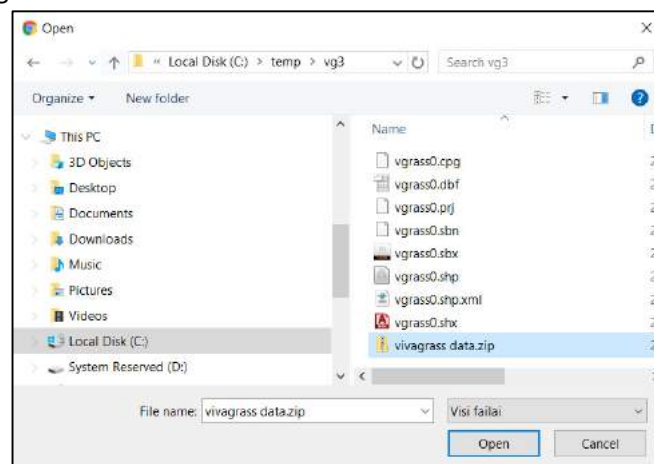 Open
« Local Disk (C:) > temp > vg3
Search vg3
Organize
New folder
This PC
3D Objects
Desktop
Documents
Downloads
Music
Pictures
Videos
Local Disk (C:)
System Reserved (D:)
Name
vgrass0.cpg
vgrass0.dbf
vgrass0.prj
vgrass0.sbn
vgrass0.sbx
vgrass0.shp
vgrass0.shp.xml
vgrass0.shx
vivagrass data.zip
File name: vivagrass data.zip
Visi failai
Open
Cancel